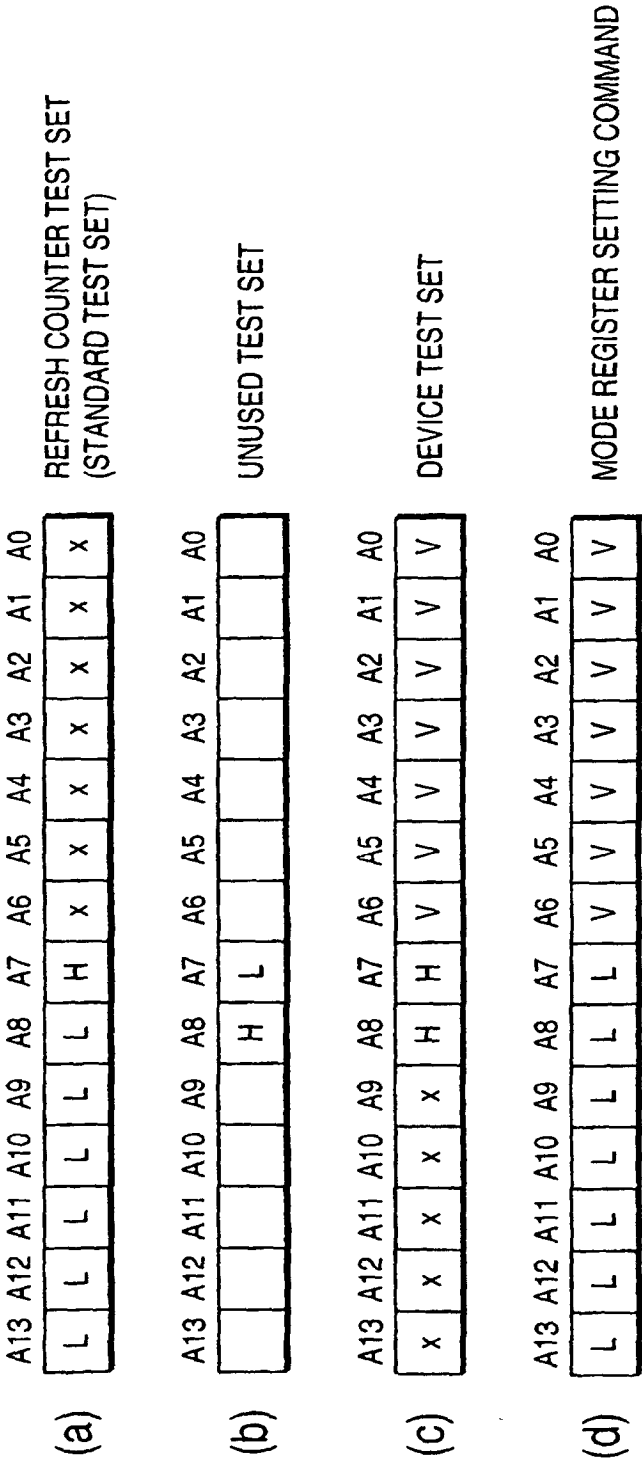 (a)
A13 A12 A11 A10 A9 A8 A7 A6 A5 A4 A3 A2 A1 A0
L L L L L L H x x x x x x x
REFRESH COUNTER TEST SET
(STANDARD TEST SET)
(b)
A13 A12 A11 A10 A9 A8 A7 A6 A5 A4 A3 A2 A1 A0
H L
UNUSED TEST SET
(c)
A13 A12 A11 A10 A9 A8 A7 A6 A5 A4 A3 A2 A1 A0
x x x x x H H V V V V V V V
DEVICE TEST SET
(d)
A13 A12 A11 A10 A9 A8 A7 A6 A5 A4 A3 A2 A1 A0
L L L L L L L V V V V V V V
MODE REGISTER SETTING COMMAND